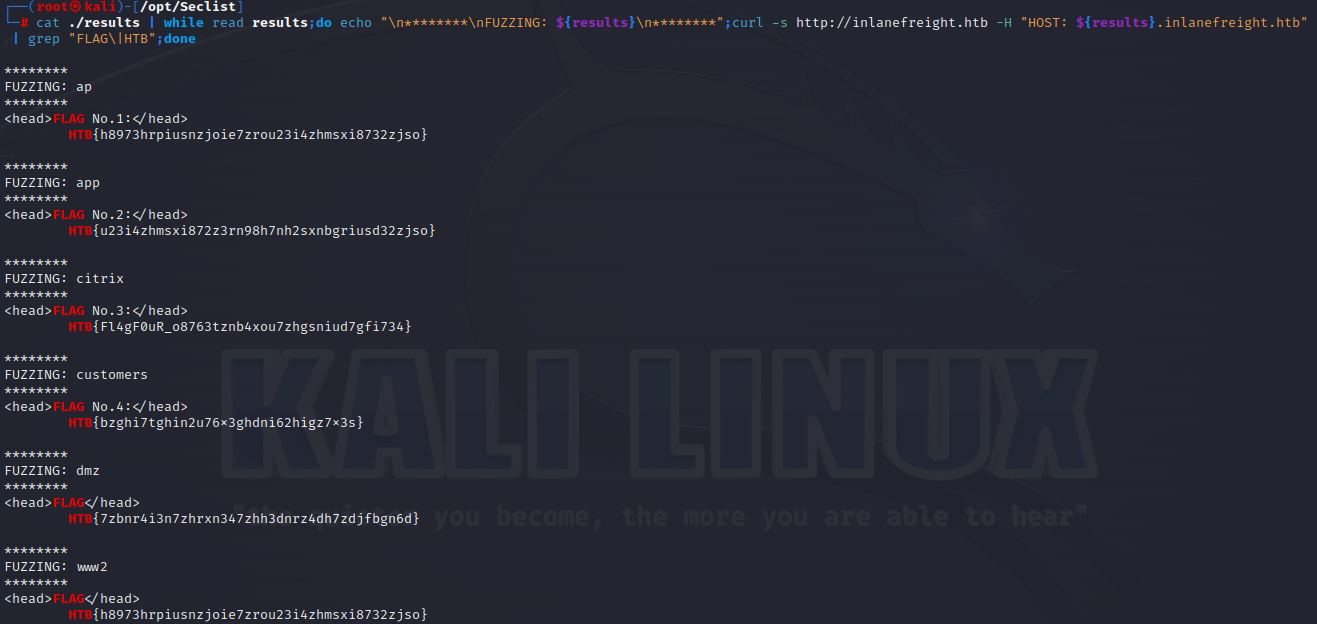 ┌──(root㉿kali)-[/opt/Seclist]
└─# cat ./results | while read results;do echo "\n********\nFUZZING: ${results}\n********";curl -s http://inlanefreight.htb -H "HOST: ${results}.inlanefreight.htb"
| grep "FLAG\|HTB";done
********
FUZZING: ap
********
<head>FLAG No.1:</head>
HTB{h8973hrpiusnzjoie7zrou23i4zhmsxi8732zjso}
********
FUZZING: app
********
<head>FLAG No.2:</head>
HTB{u23i4zhmsxi872z3rn98h7nh2sxnbgriusd32zjso}
********
FUZZING: citrix
********
<head>FLAG No.3:</head>
HTB{Fl4gF0uR_o8763tznb4xou7zhgsniud7gfi734}
********
FUZZING: customers
********
<head>FLAG No.4:</head>
HTB{bzghi7tghin2u76x3ghdni62higz7x3s}
********
FUZZING: dmz
********
<head>FLAG</head>
HTB{7zbnr4i3n7zhrxn347zhh3dnrz4dh7zdjfbgn6d}
********
FUZZING: www2
********
<head>FLAG</head>
HTB{h8973hrpiusnzjoie7zrou23i4zhmsxi8732zjso}
KALI LINUX
you become, the more you are able to hear"